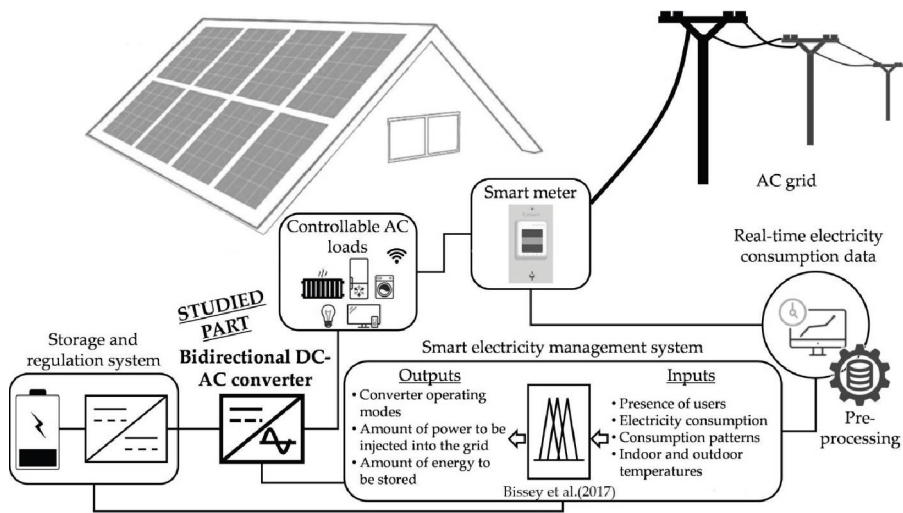 AC grid
Smart meter
Controllable AC
loads
Real-time electricity
consumption data
STUDIED
PART
Storage and
regulation system
Bidirectional DC-
AC converter
Smart electricity management system
Outputs
• Converter operating
modes
• Amount of power to be
injected into the grid
• Amount of energy to
be stored
Inputs
• Presence of users
• Electricity consumption
• Consumption patterns
• Indoor and outdoor
temperatures
Bissey et al.(2017)
Pre-
processing